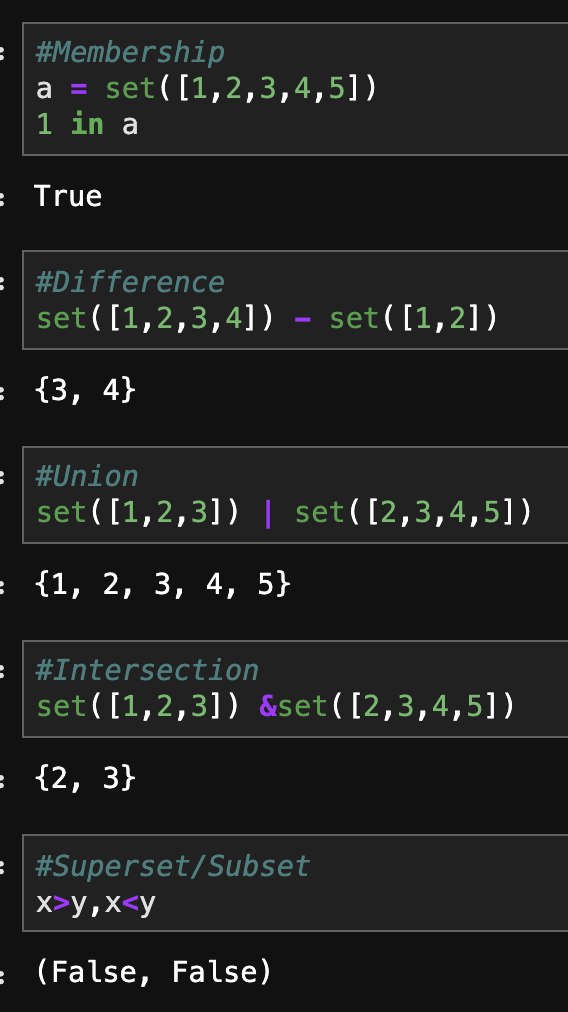 #Membership
a = set([1,2,3,4,5])
1 in a
: True
#Difference
set([1,2,3,4]) - set([1,2])
: {3, 4}
#Union
set([1,2,3]) | set([2,3,4,5])
: {1, 2, 3, 4, 5}
#Intersection
set([1,2,3]) &set([2,3,4,5])
: {2, 3}
#Superset/Subset
x>y,x<y
: (False, False)